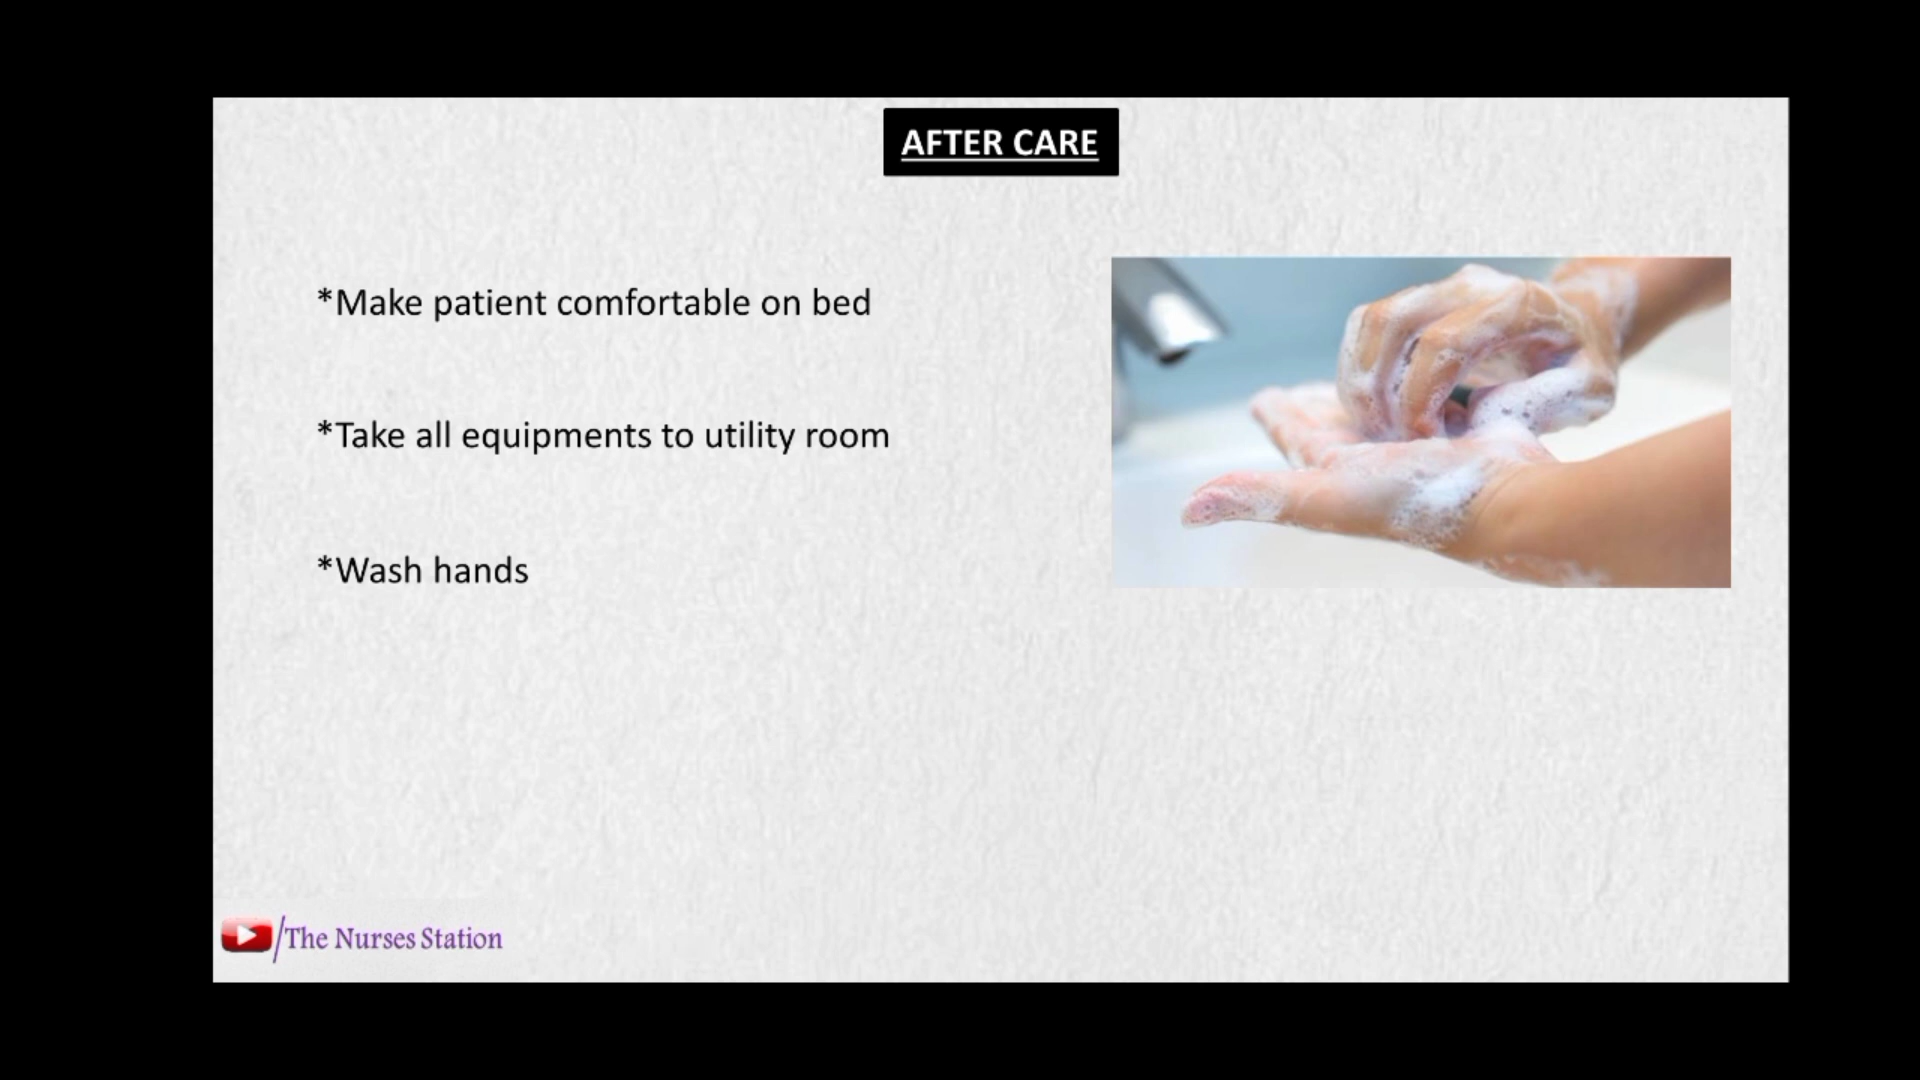 AFTER CARE
*Make patient comfortable on bed
*Take all equipments to utility room
*Wash hands
/The Nurses Station